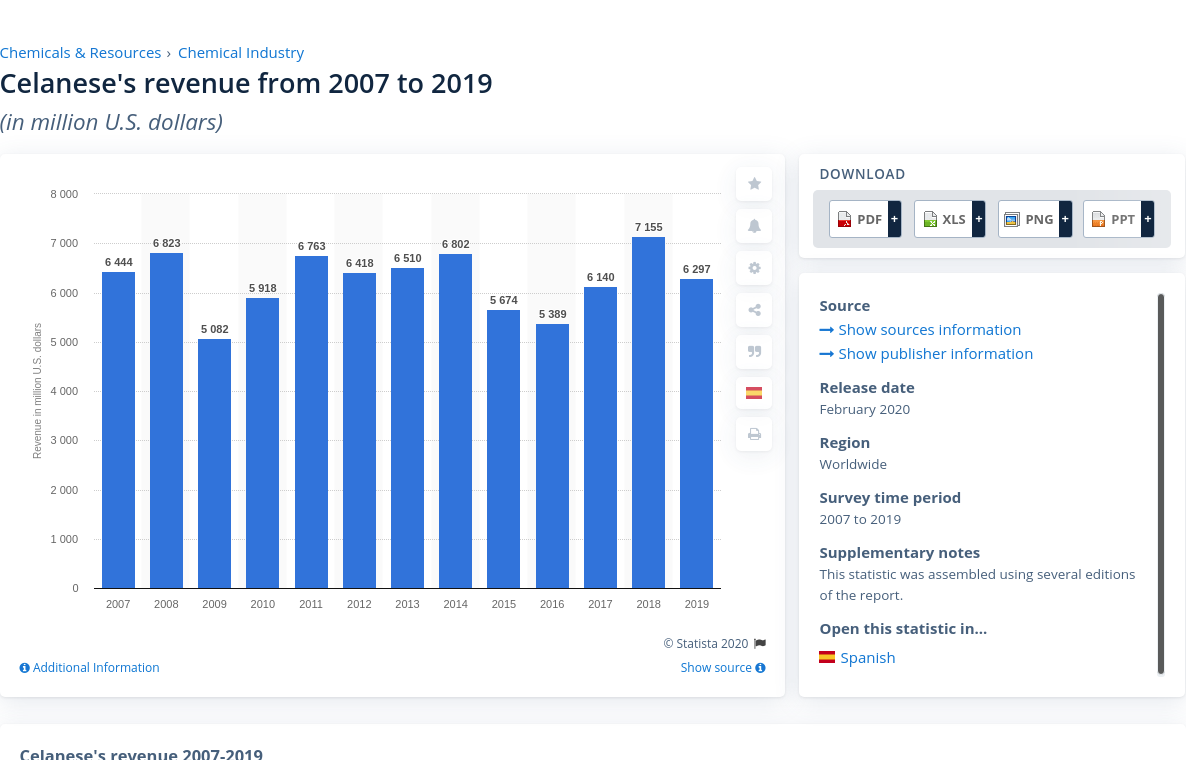 Chemicals & Resources › Chemical Industry
Celanese's revenue from 2007 to 2019
(in million U.S. dollars)
8 000
7 000
6 000
5 000
4 000
3 000
2 000
1 000
0
Revenue in million U.S. dollars
6 444
6 823
5 082
5 918
6 763
6 418
6 510
6 802
5 674
5 389
6 140
7 155
6 297
2007 2008 2009 2010 2011 2012 2013 2014 2015 2016 2017 2018 2019
© Statista 2020
Additional Information
Show source
DOWNLOAD
PDF + XLS + PNG + PPT +
Source
Show sources information
Show publisher information
Release date
February 2020
Region
Worldwide
Survey time period
2007 to 2019
Supplementary notes
This statistic was assembled using several editions
of the report.
Open this statistic in...
Spanish
Celanese's revenue 2007-2019